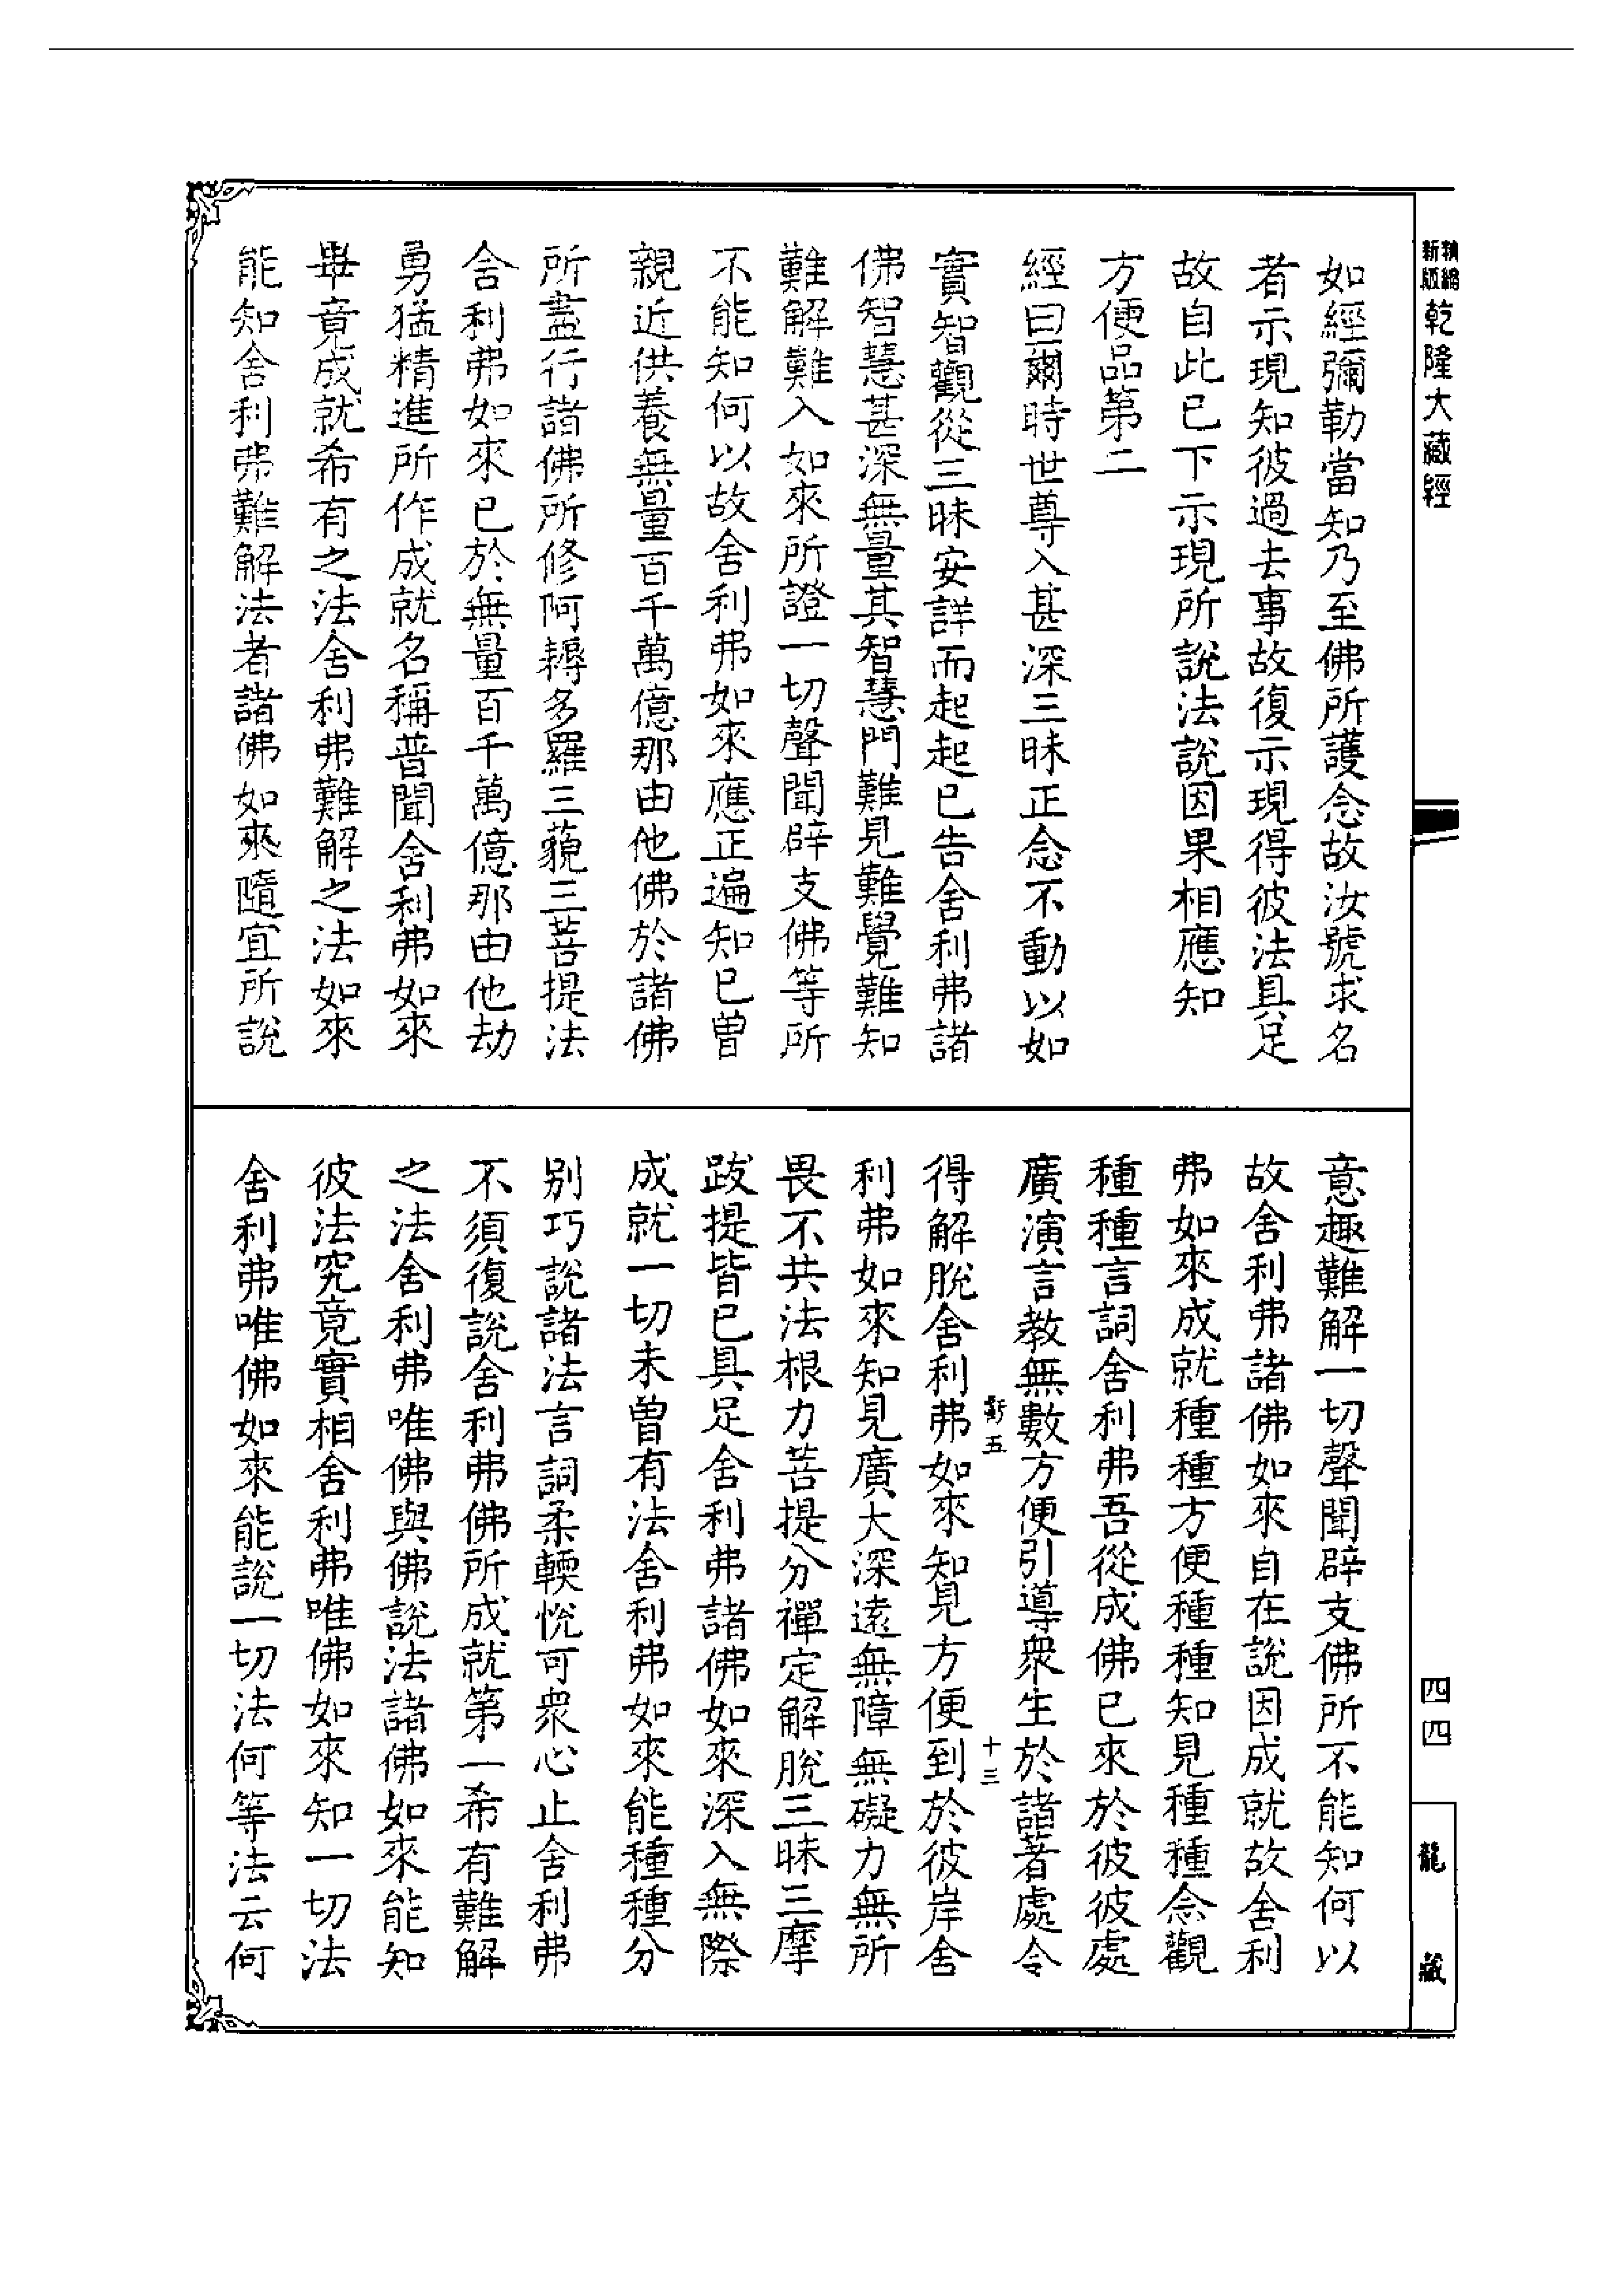 新版
精縮
乾隆大藏經
如經彌勒當知乃至佛所護念故汝號求名
者示現知彼過去事故復示現得彼法具足
故自此已下示現所說法說因果相應知
方便品第二
經曰爾時世尊入甚深三昧正念不動以如
實智觀從三昧安詳而起起已告舍利弗諸
佛智慧甚深無量其智慧門難見難覺難知
難解難入如來所證一切聲聞辟支佛等所
不能知何以故舍利弗如來應正遍知已曾
親近供養無量百千萬億那由他佛於諸佛
所盡行諸佛所修阿耨多羅三藐三菩提法
舍利弗如來已於無量百千萬億那由他劫
勇猛精進所作成就名稱普聞舍利弗如來
畢竟成就希有之法舍利弗難解之法如來
能知舍利弗難解法者諸佛如來隨宜所說
意趣難解一切聲聞辟支佛所不能知何以
故舍利弗諸佛如來自在說因成就故舍利
弗如來成就種種方便種種知見種種念觀
種種言詞舍利弗吾從成佛已來於彼彼處
廣演言教無數方便引導衆生於諸著處令
得解脫舍利弗如來知見方便到於彼岸舍
利弗如來知見廣大深遠無障無礙力無所
畏不共法根力菩提分禪定解脫三昧三摩
跋提皆已具足舍利弗諸佛如來深入無際
成就一切未曾有法舍利弗如來能種種分
別巧說諸法言詞柔輭悅可衆心止舍利弗
不須復說舍利弗佛所成就第一希有難解
之法舍利弗唯佛與佛說法諸佛如來能知
彼法究竟實相舍利弗唯佛如來知一切法
舍利弗唯佛如來能說一切法何等法云何
五
十三
四四
龍藏